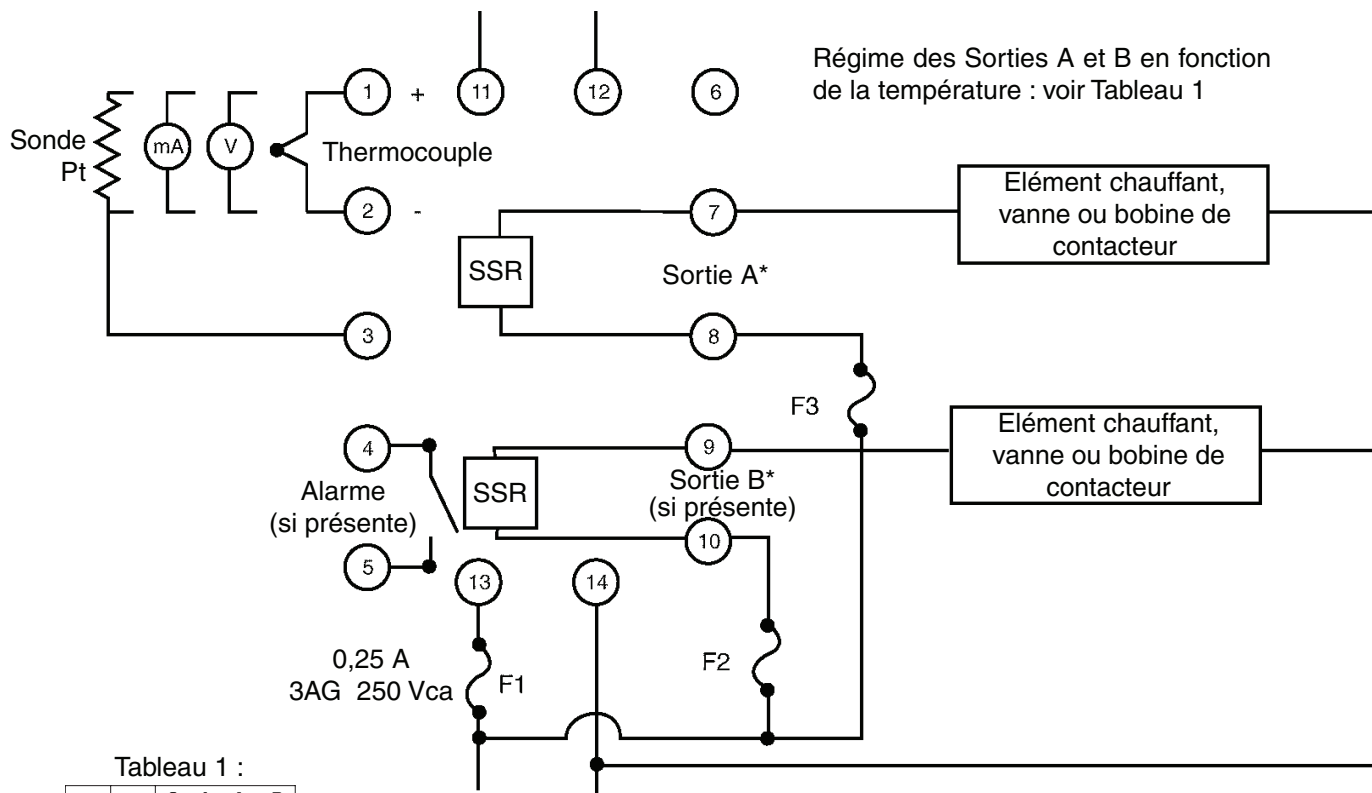 Régime des Sorties A et B en fonction
de la température : voir Tableau 1
1 + 11 12 6
Sonde
Pt
mA V
Thermocouple
2 -
7
Elément chauffant,
vanne ou bobine de
contacteur
SSR
Sortie A*
3
8
F3
4
9
Elément chauffant,
vanne ou bobine de
contacteur
Alarme
(si présente)
SSR
Sortie B*
(si présente)
10
5
13
14
0,25 A
3AG 250 Vca
F1
F2
Tableau 1 :